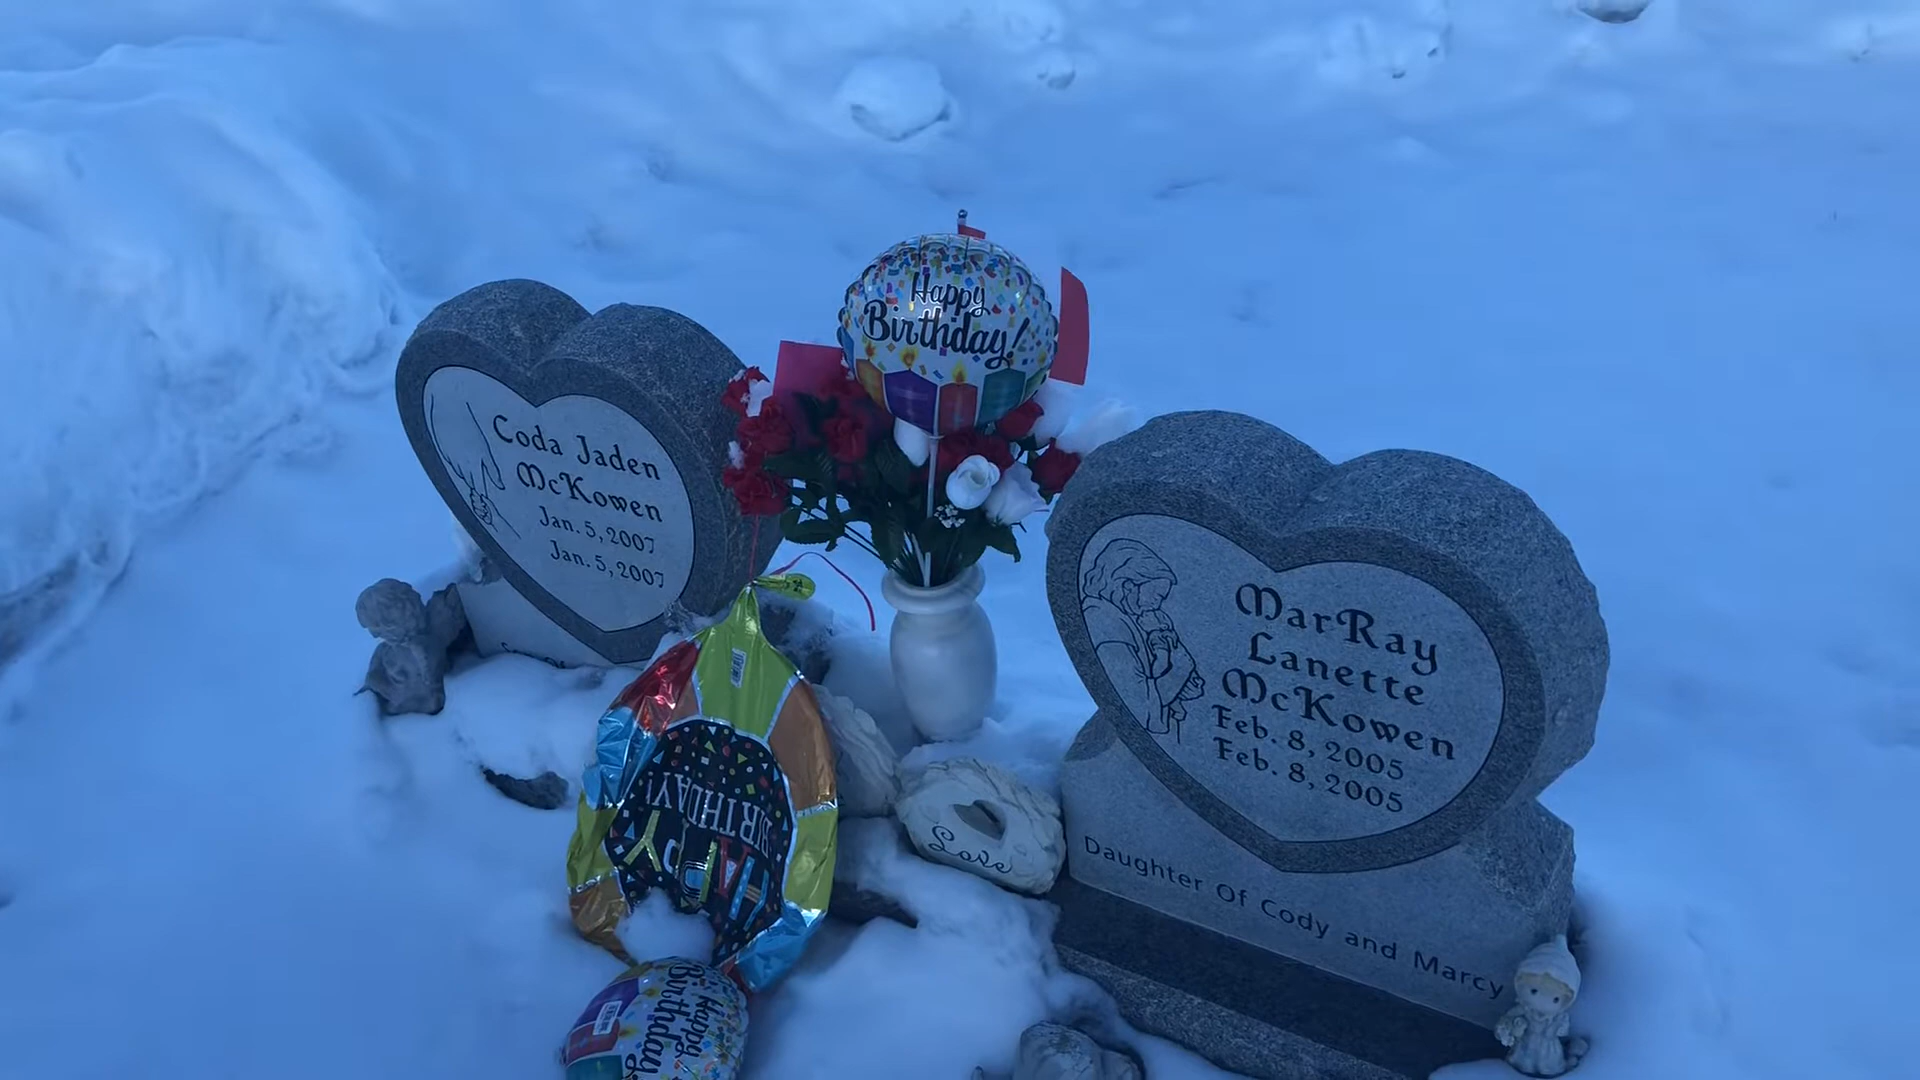 Coda Jaden
McKowen
Jan. 5, 2007
Jan. 5, 2007
Happy
Birthday!
MarRay
Lanette
McKowen
Feb. 8, 2005
Feb. 8, 2005
Daughter Of Cody and Marcy
Love
HAPPY
BIRTHDAY!
Happy
Birthday